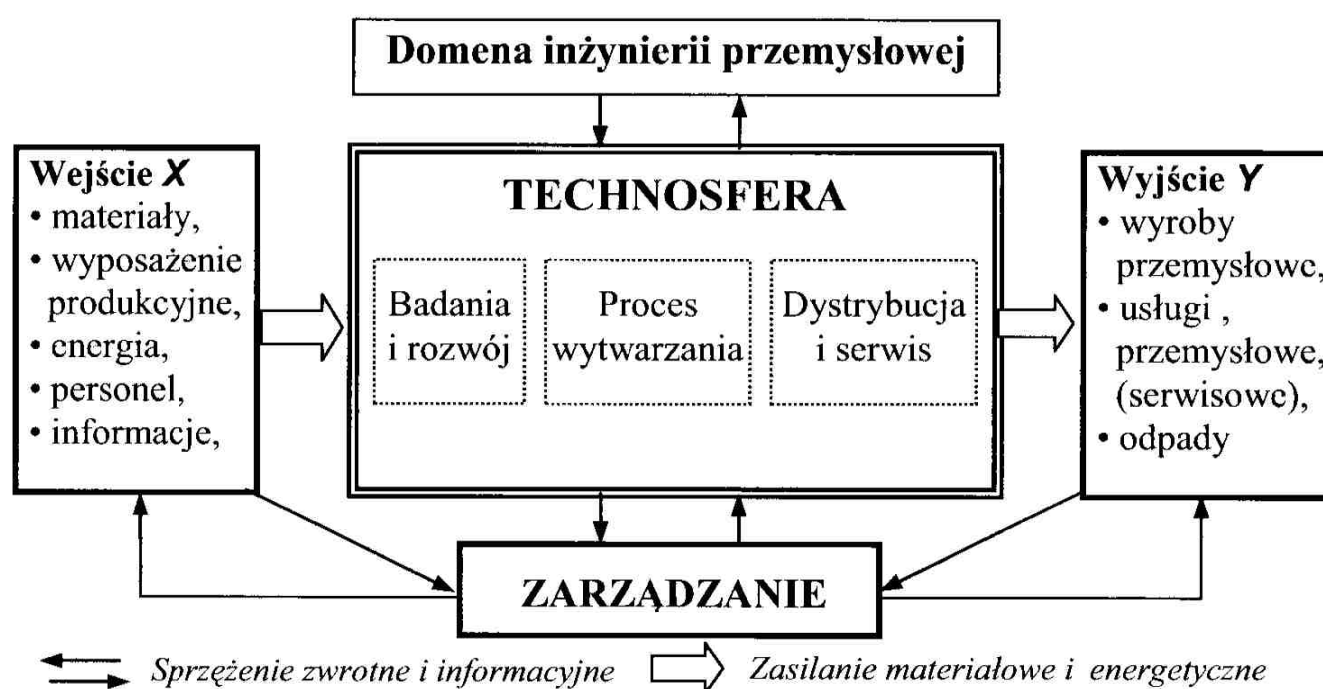 Domena inżynierii przemysłowej
Wejście X
• materiały,
• wyposażenie
produkcyjne,
• energia,
• personel,
• informacje,
TECHNOSFERA
Badania
i rozwój
Proces
wytwarzania
Dystrybucja
i serwis
Wyjście Y
• wyroby
przemysłowe,
• usługi ,
przemysłowe,
(serwisowe),
• odpady
ZARZĄDZANIE
Sprzężenie zwrotne i informacyjne
Zasilanie materiałowe i energetyczne